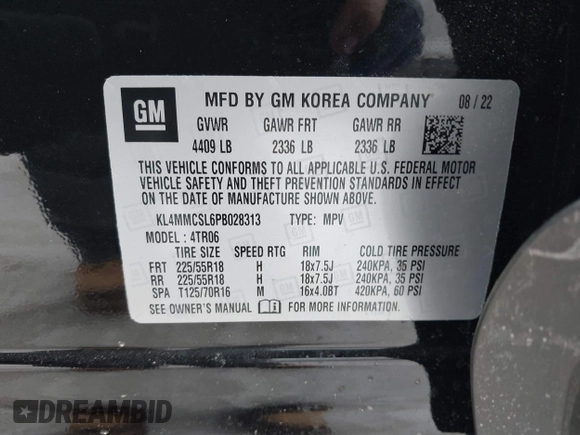 GM
MFD BY GM KOREA COMPANY 08 / 22
GVWR GAWR FRT GAWR RR
4409 LB 2336 LB 2336 LB
THIS VEHICLE CONFORMS TO ALL APPLICABLE U.S. FEDERAL MOTOR
VEHICLE SAFETY AND THEFT PREVENTION STANDARDS IN EFFECT
ON THE DATE OF MANUFACTURE SHOWN ABOVE.
KL4MMCSL6PB028313 TYPE: MPV
MODEL : 4TR06
TIRE SIZE SPEED RTG RIM COLD TIRE PRESSURE
FRT 225/55R18 H 18x7.5J 240KPA, 35 PSI
RR 225/55R18 H 18x7.5J 240KPA, 35 PSI
SPA T125/70R16 M 16x4.0BT 420KPA, 60 PSI
SEE OWNER'S MANUAL FOR MORE INFORMATION
DREAMBID